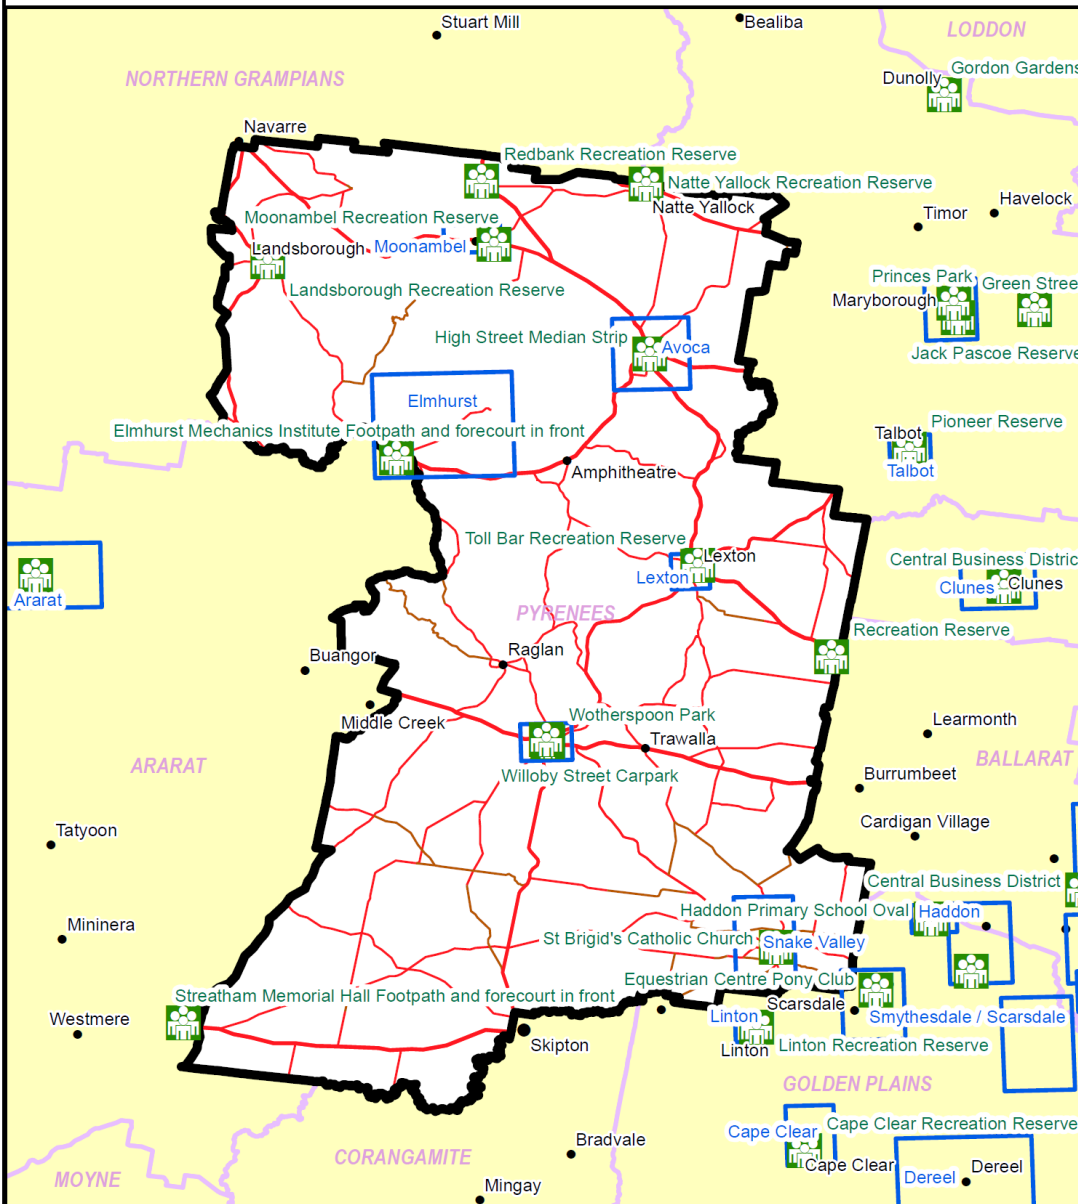 Stuart Mill
Bealiba
LODDON
NORTHERN GRAMPIANS
Dunolly
Gordon Gardens
Navarre
Redbank Recreation Reserve
Natte Yallock Recreation Reserve
Natte Yallock
Havelock
Timor
Moonambel Recreation Reserve
Moonambel
Landsborough
Landsborough Recreation Reserve
Princes Park
Green Stree
Maryborough
High Street Median Strip
Avoca
Jack Pascoe Reserve
Elmhurst
Elmhurst Mechanics Institute Footpath and forecourt in front
Pioneer Reserve
Talbot
Talbot
Amphitheatre
Toll Bar Recreation Reserve
Lexton
Lexton
Central Business Distric
Clunes
Clunes
Ararat
PYRENEES
Recreation Reserve
Raglan
Buangor
Middle Creek
Wotherspoon Park
Trawalla
Learmonth
Willoby Street Carpark
ARARAT
BALLARAT
Burrumbeet
Cardigan Village
Tatyoon
Central Business District
Haddon Primary School Oval
Haddon
Mininera
St Brigid's Catholic Church
Snake Valley
Equestrian Centre Pony Club
Streatham Memorial Hall Footpath and forecourt in front
Scarsdale
Westmere
Linton
Smythesdale / Scarsdale
Skipton
Linton
Linton Recreation Reserve
GOLDEN PLAINS
Cape Clear
Cape Clear Recreation Reserve
Bradvale
CORANGAMITE
Cape Clear
Dereel
Dereel
MOYNE
Mingay